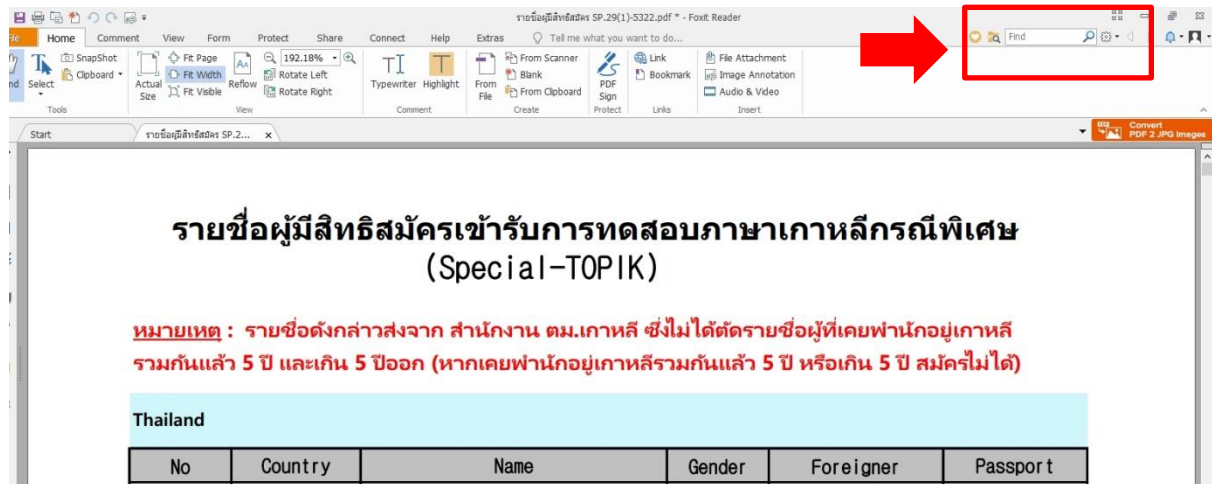 รายชื่อผู้มีสิทธิสมัคร SP.29(1)-5322.pdf * - Foxit Reader
Home Comment View Form Protect Share Connect Help Extras Tell me what you want to do... Find
SnapShot
Clipboard
Select
Tools
Actual Size
Fit Page
Fit Width
Fit Visible
Reflow
192.18%
Rotate Left
Rotate Right
View
Typewriter Highlight
Comment
From File
From Scanner
Blank
From Clipboard
Create
PDF Sign
Protect
Link
Bookmark
Links
File Attachment
Image Annotation
Audio & Video
Insert
Start รายชื่อผู้มีสิทธิสมัคร SP.2... x
Convert
PDF 2 JPG Images
รายชื่อผู้มีสิทธิสมัครเข้ารับการทดสอบภาษาเกาหลีกรณีพิเศษ
(Special-TOPIK)
หมายเหตุ : รายชื่อดังกล่าวส่งจาก สำนักงาน ตม.เกาหลี ซึ่งไม่ได้ตัดรายชื่อผู้ที่เคยพำนักอยู่เกาหลี
รวมกันแล้ว 5 ปี และเกิน 5 ปีออก (หากเคยพำนักอยู่เกาหลีรวมกันแล้ว 5 ปี หรือเกิน 5 ปี สมัครไม่ได้)
Thailand
No Country Name Gender Foreigner Passport